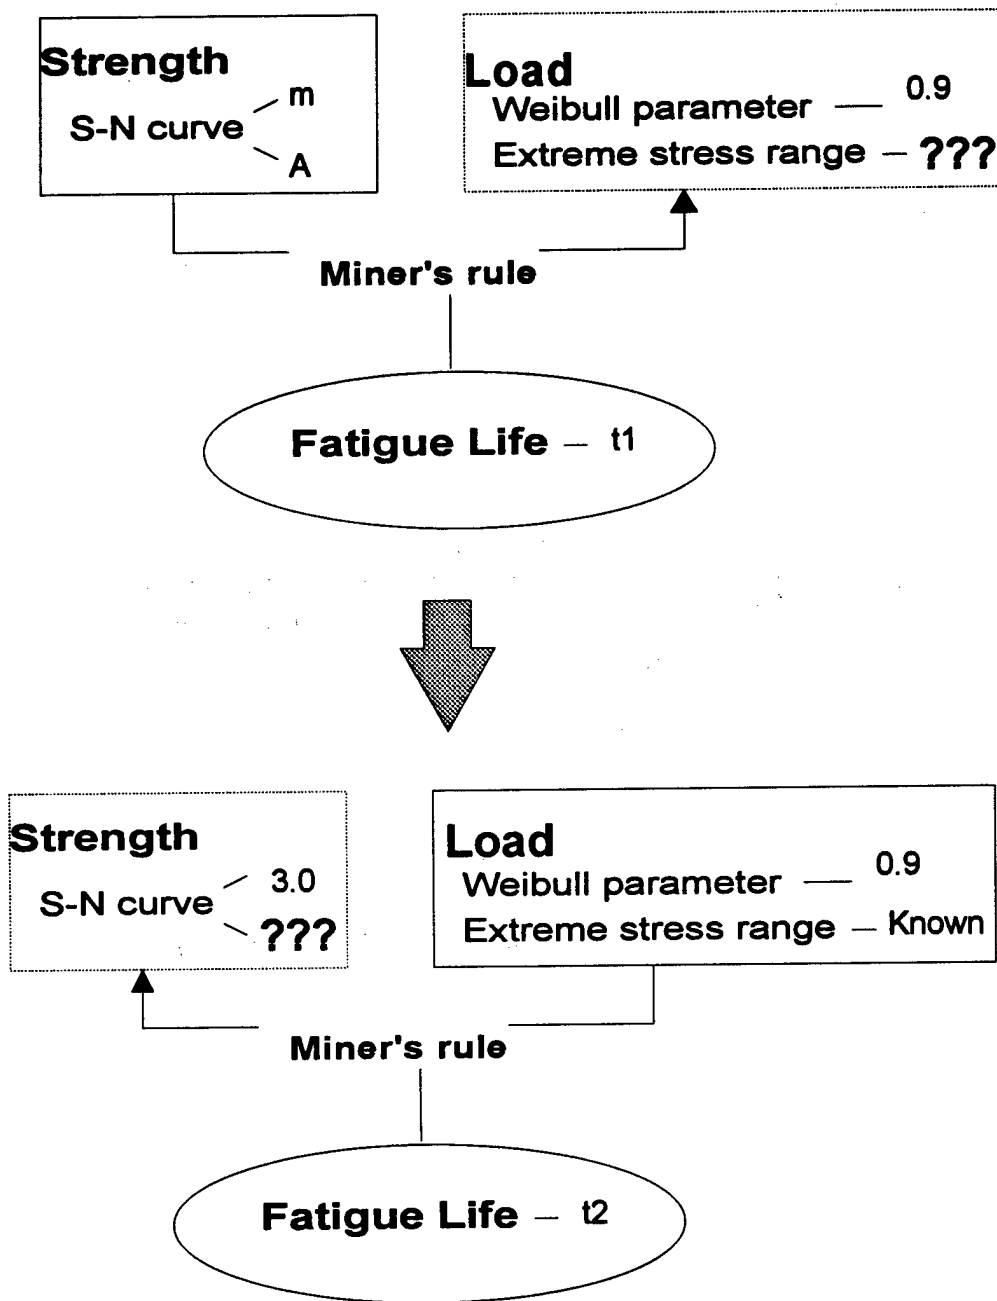 Strength
S-N curve
m
A
Load
Weibull parameter — 0.9
Extreme stress range – ???
Miner's rule
Fatigue Life – t1
Strength
S-N curve
3.0
???
Load
Weibull parameter — 0.9
Extreme stress range – Known
Miner's rule
Fatigue Life – t2